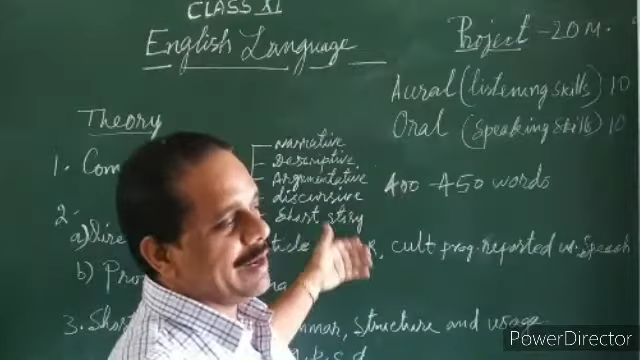 CLASS XI
English Language
Project - 20 M.
Aural (listening skills) 10
Oral (Speaking skills) 10
Theory
1. Com
Narrative
Descriptive
Argumentative
discursive
Short story
400 - 450 words
2.
a) Dire
cult prog. reported
Speech
b) Pro
3. Short
mmar, structure and usage
PowerDirector